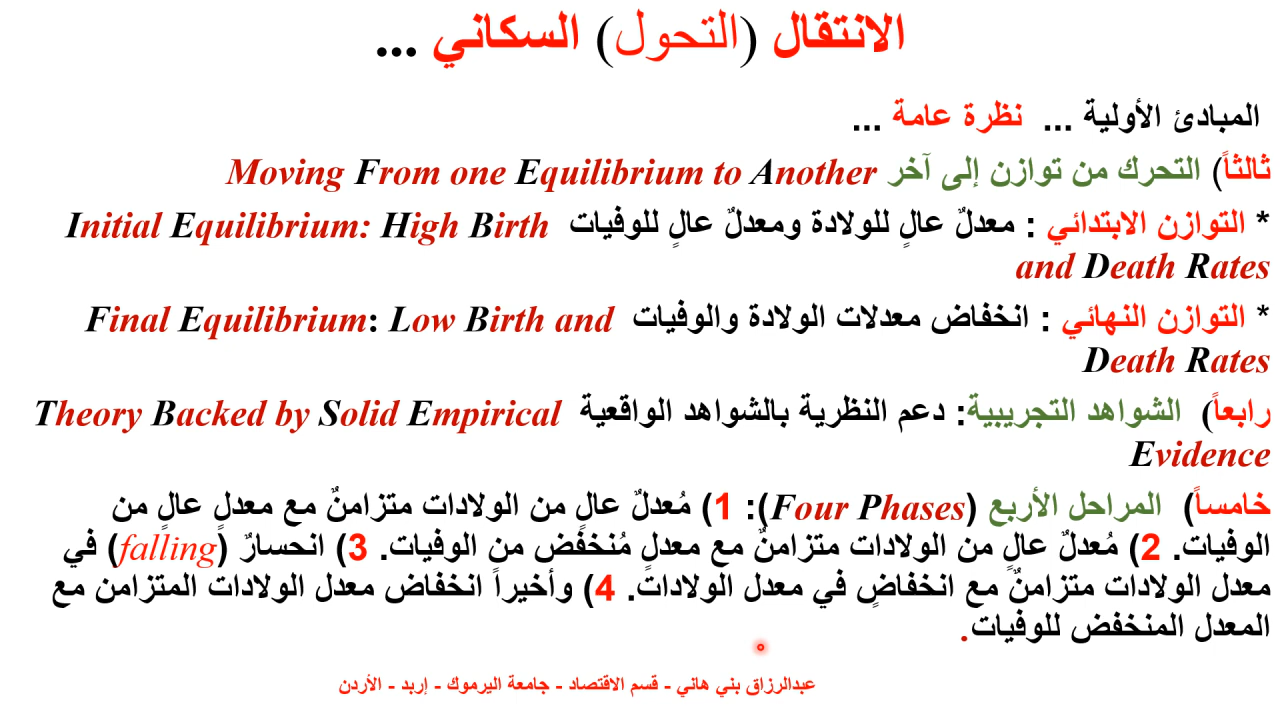 الانتقال (التحول) السكاني ...
المبادئ الأولية ... نظرة عامة ...
ثالثاً) التحرك من توازن إلى آخر Moving From one Equilibrium to Another
* التوازن الابتدائي : معدلٌ عالٍ للولادة ومعدلٌ عالٍ للوفيات Initial Equilibrium: High Birth
and Death Rates
* التوازن النهائي : انخفاض معدلات الولادة والوفيات Final Equilibrium: Low Birth and
Death Rates
رابعاً) الشواهد التجريبية: دعم النظرية بالشواهد الواقعية Theory Backed by Solid Empirical
Evidence
خامساً) المراحل الأربع (Four Phases): 1) مُعدلٌ عالٍ من الولادات متزامنٌ مع معدلٍ عالٍ من
الوفيات. 2) مُعدلٌ عالٍ من الولادات متزامنٌ مع معدلٍ مُنخفض من الوفيات. 3) انحسارٌ (falling) في
معدل الولادات متزامنٌ مع انخفاضٍ في معدل الولادات. 4) وأخيراً انخفاض معدل الولادات المتزامن مع
المعدل المنخفض للوفيات.
عبدالرزاق بني هاني - قسم الاقتصاد - جامعة اليرموك - إربد - الأردن